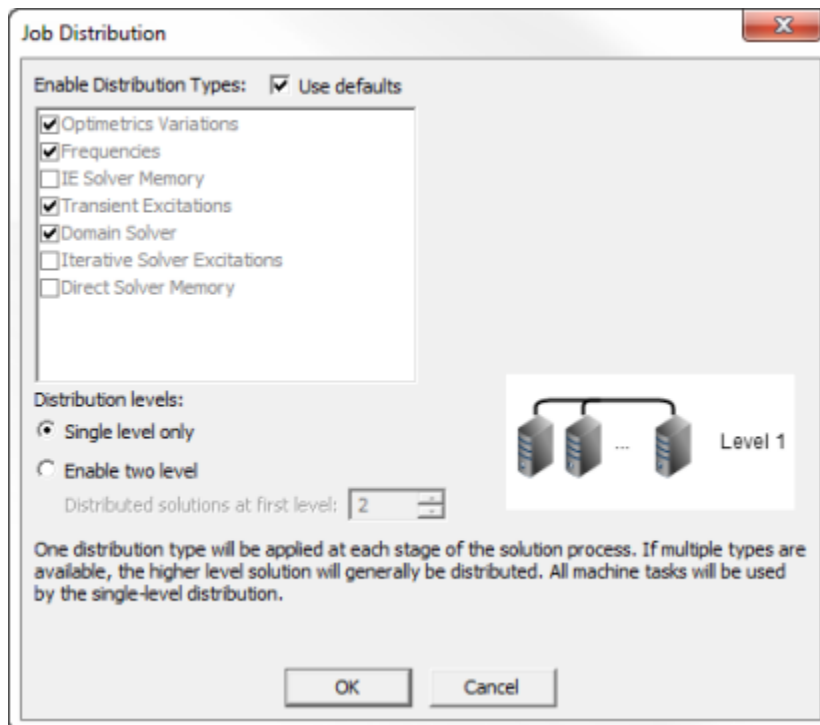 Job Distribution
Enable Distribution Types: Use defaults
Optimetrics Variations
Frequencies
IE Solver Memory
Transient Excitations
Domain Solver
Iterative Solver Excitations
Direct Solver Memory
Distribution levels:
Single level only
Enable two level
Distributed solutions at first level: 2
... Level 1
One distribution type will be applied at each stage of the solution process. If multiple types are
available, the higher level solution will generally be distributed. All machine tasks will be used
by the single-level distribution.
OK Cancel